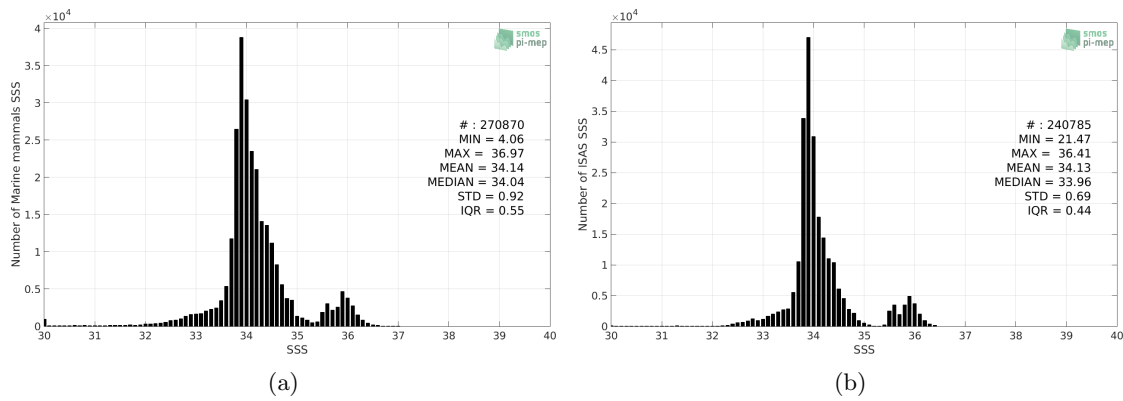 ×10⁴
4
3.5
3
2.5
2
1.5
1
0.5
0
Number of Marine mammals SSS
smos
pi-mep
# : 270870
MIN = 4.06
MAX = 36.97
MEAN = 34.14
MEDIAN = 34.04
STD = 0.92
IQR = 0.55
30 31 32 33 34 35 36 37 38 39 40
SSS
(a)
×10⁴
4.5
4
3.5
3
2.5
2
1.5
1
0.5
0
Number of ISAS SSS
smos
pi-mep
# : 240785
MIN = 21.47
MAX = 36.41
MEAN = 34.13
MEDIAN = 33.96
STD = 0.69
IQR = 0.44
30 31 32 33 34 35 36 37 38 39 40
SSS
(b)